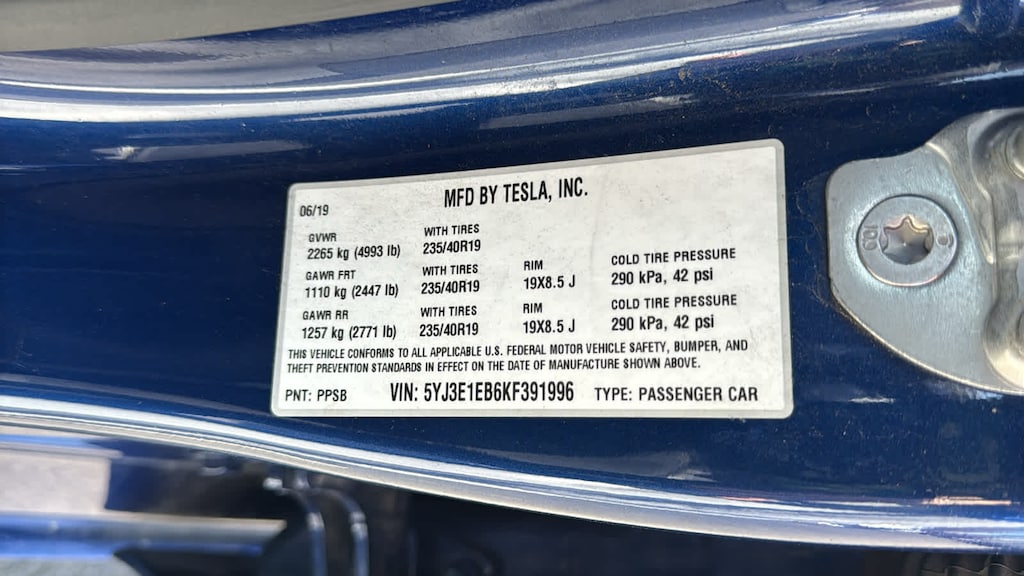 MFD BY TESLA, INC.
06/19
GVWR WITH TIRES
2265 kg (4993 lb) 235/40R19
GAWR FRT WITH TIRES RIM COLD TIRE PRESSURE
1110 kg (2447 lb) 235/40R19 19X8.5 J 290 kPa, 42 psi
GAWR RR WITH TIRES RIM COLD TIRE PRESSURE
1257 kg (2771 lb) 235/40R19 19X8.5 J 290 kPa, 42 psi
THIS VEHICLE CONFORMS TO ALL APPLICABLE U.S. FEDERAL MOTOR VEHICLE SAFETY, BUMPER, AND
THEFT PREVENTION STANDARDS IN EFFECT ON THE DATE OF MANUFACTURE SHOWN ABOVE.
PNT: PPSB VIN: 5YJ3E1EB6KF391996 TYPE: PASSENGER CAR